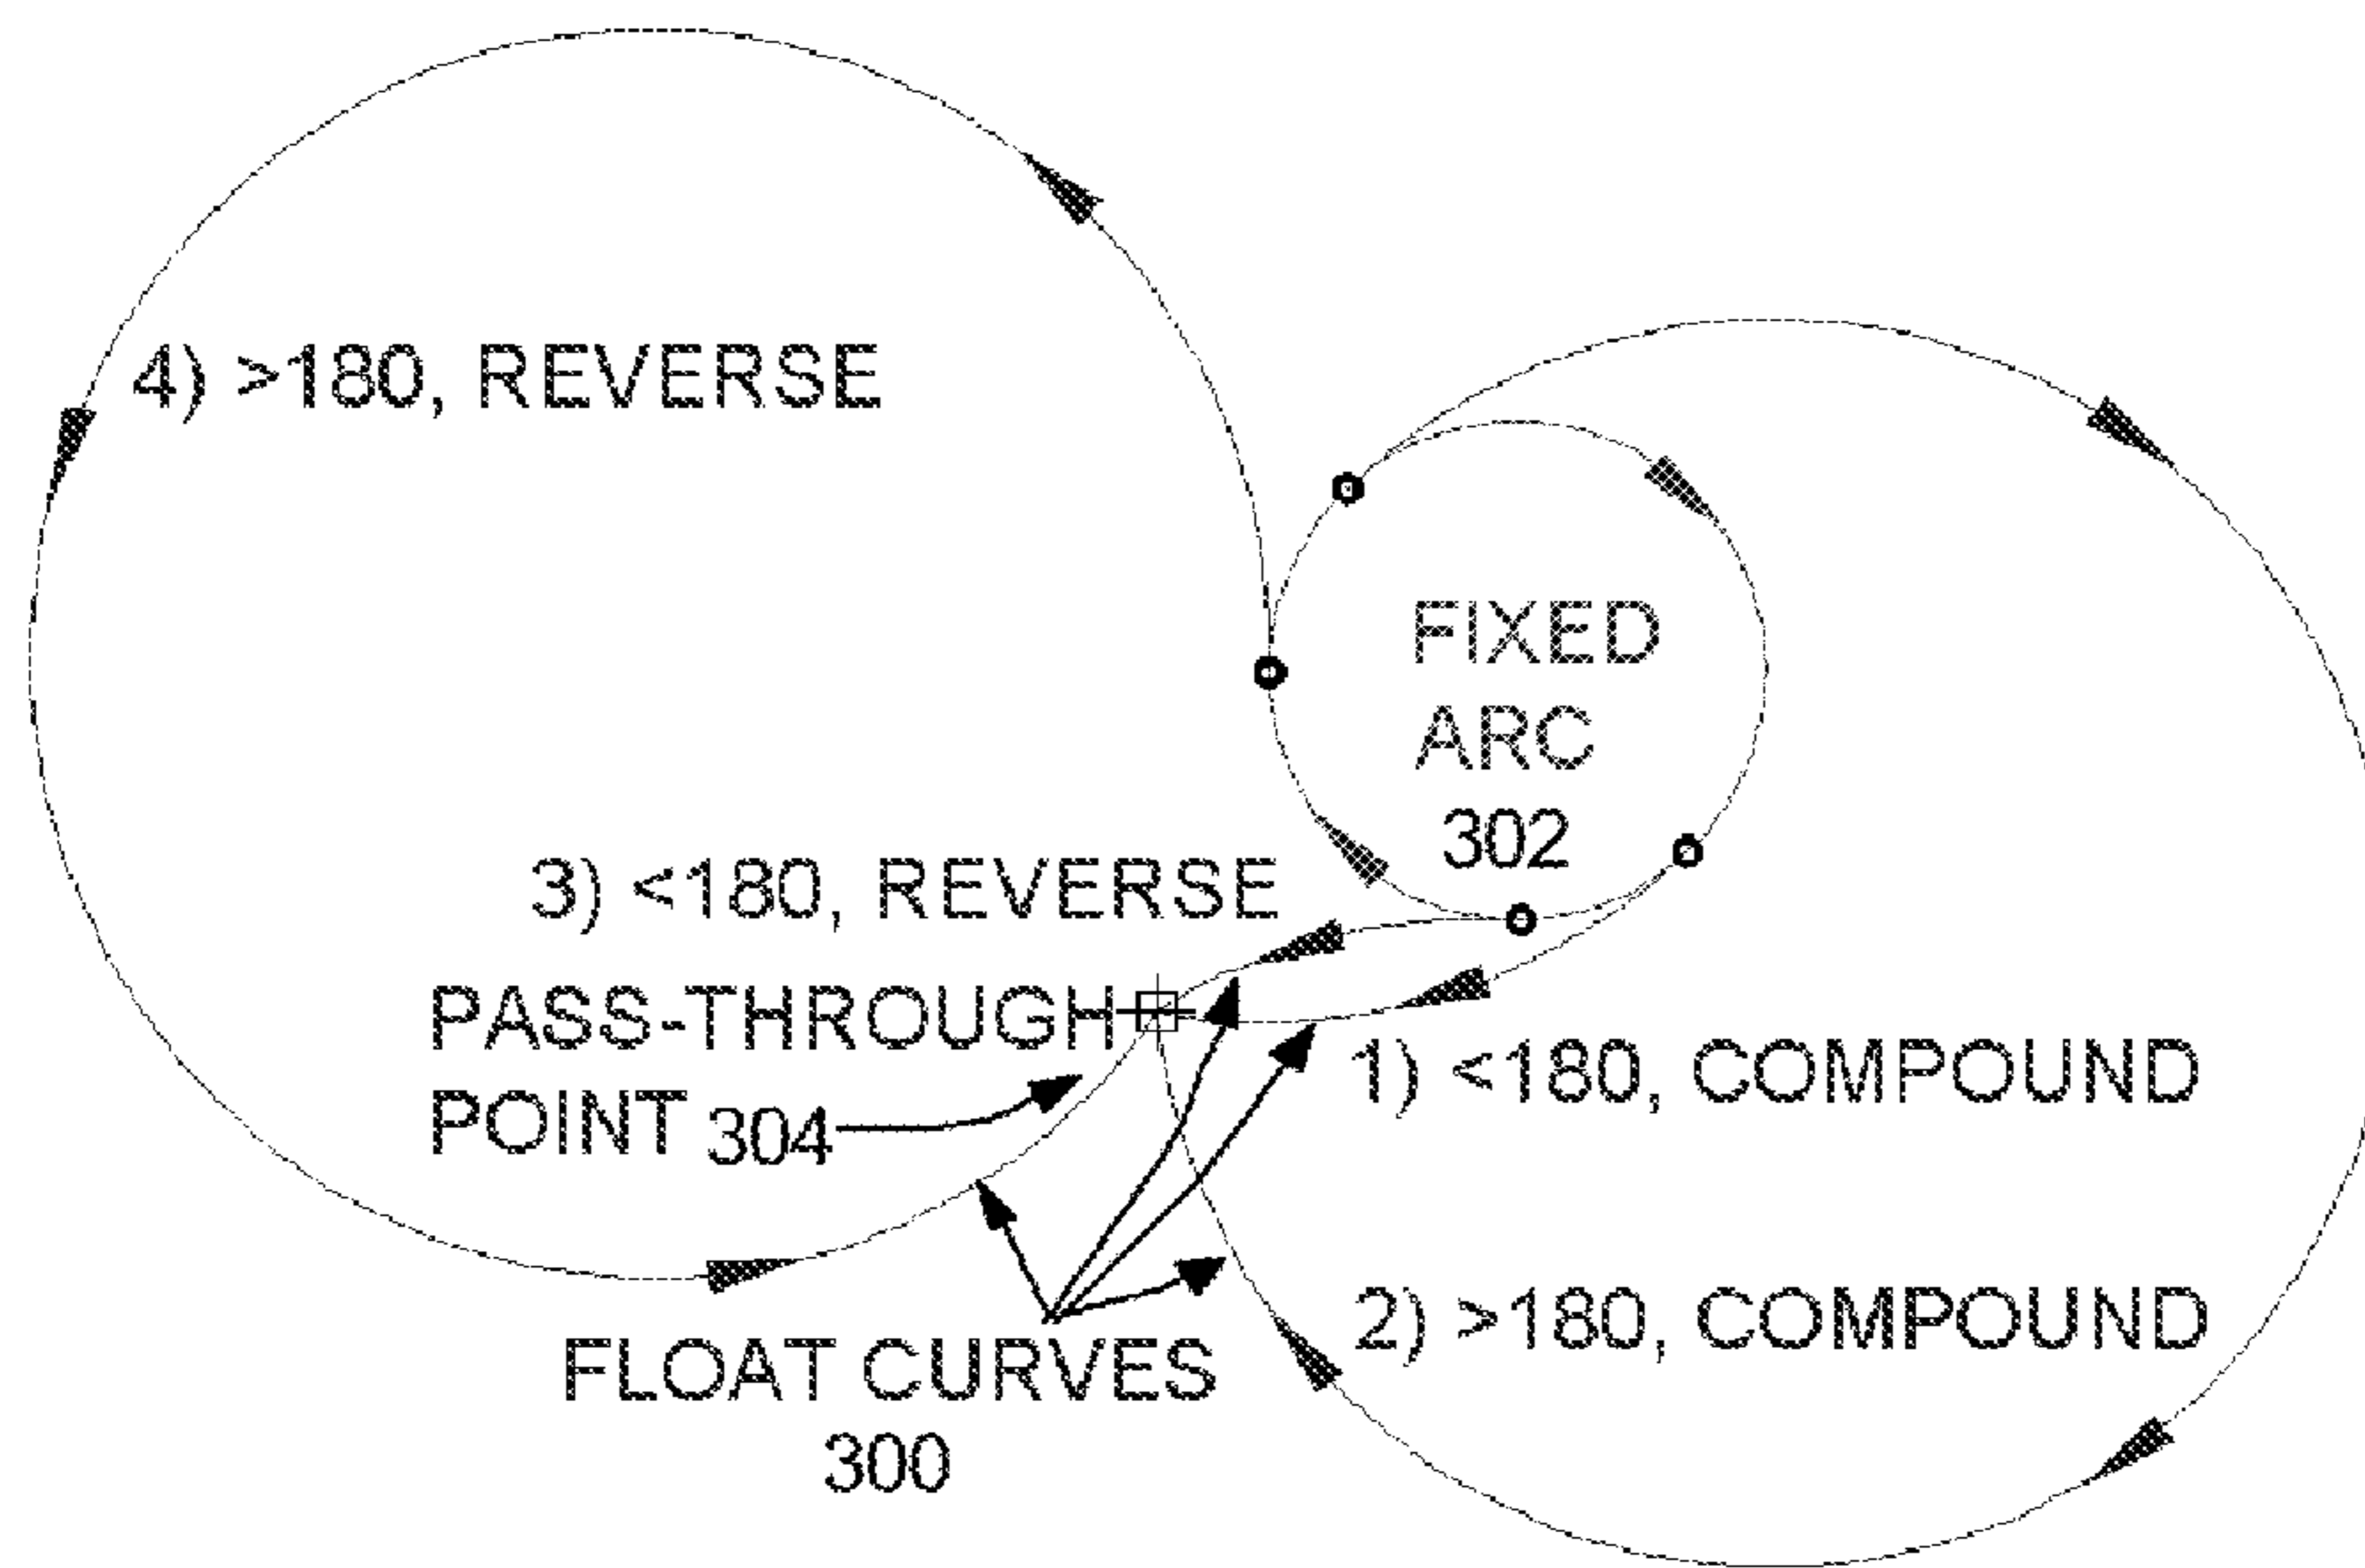 4) >180, REVERSE
FIXED
ARC
302
3) <180, REVERSE
PASS-THROUGH
POINT 304
1) <180, COMPOUND
2) >180, COMPOUND
FLOAT CURVES
300